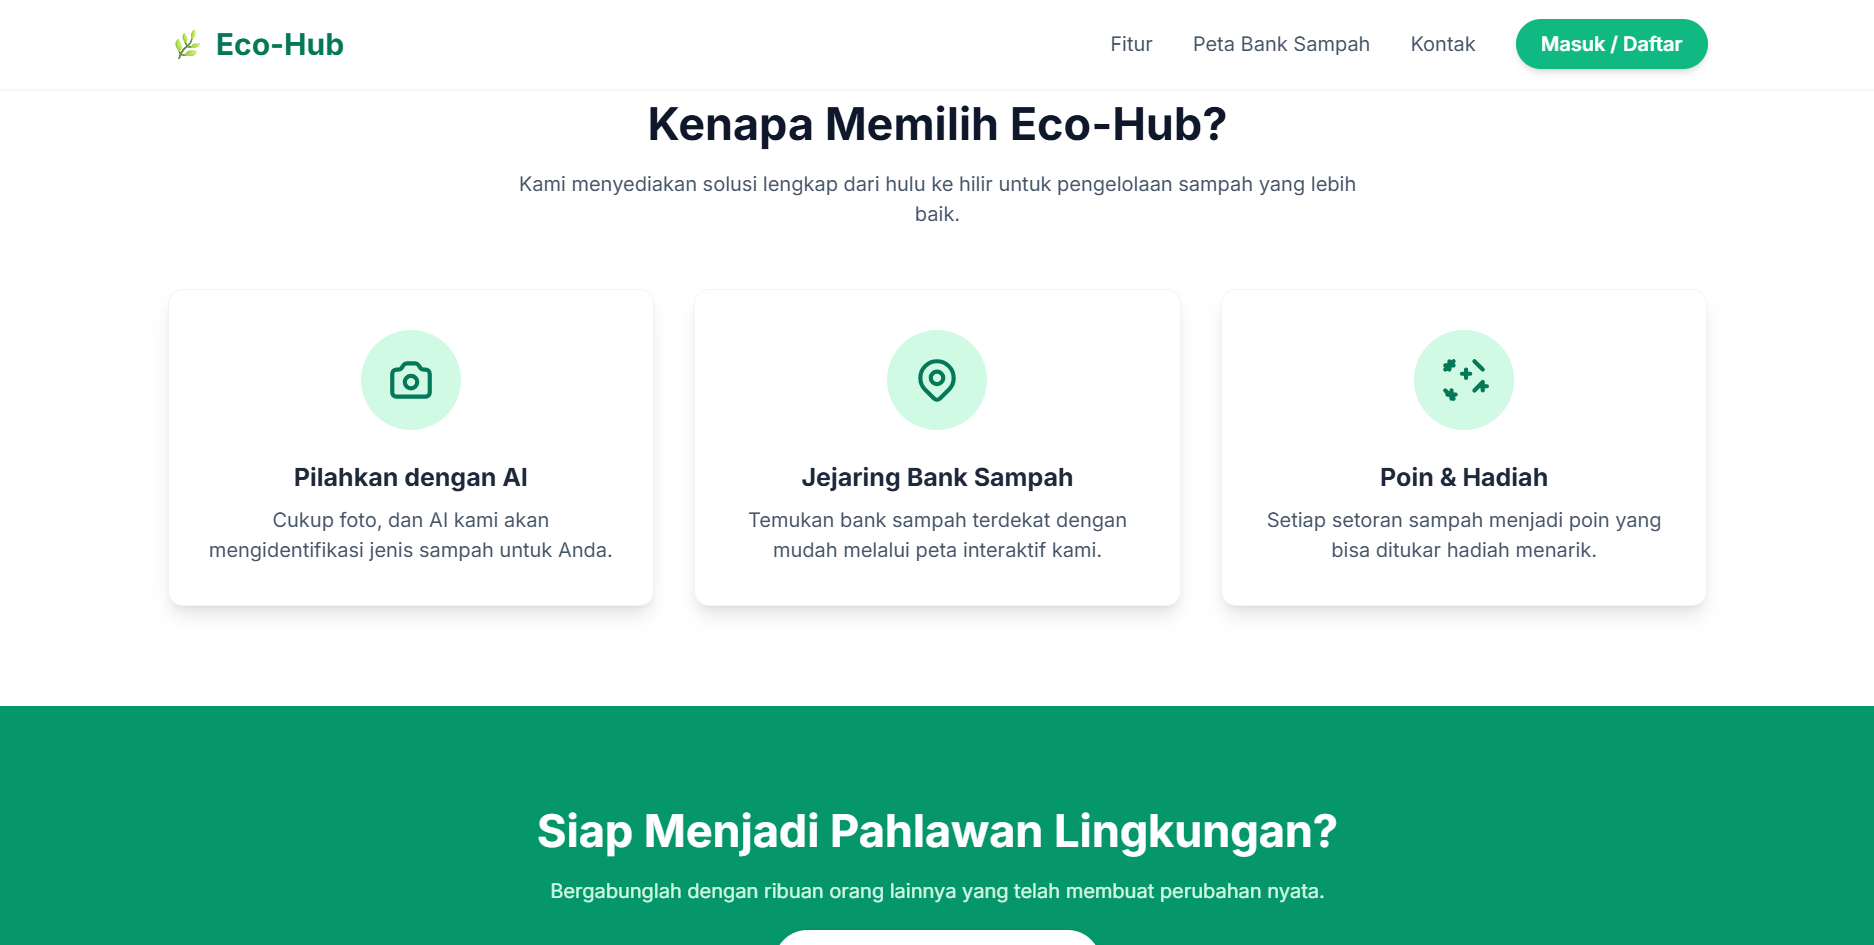 Eco-Hub
Fitur
Peta Bank Sampah
Kontak
Masuk / Daftar
Kenapa Memilih Eco-Hub?
Kami menyediakan solusi lengkap dari hulu ke hilir untuk pengelolaan sampah yang lebih
baik.
Pilahkan dengan AI
Cukup foto, dan AI kami akan
mengidentifikasi jenis sampah untuk Anda.
Jejaring Bank Sampah
Temukan bank sampah terdekat dengan
mudah melalui peta interaktif kami.
Poin & Hadiah
Setiap setoran sampah menjadi poin yang
bisa ditukar hadiah menarik.
Siap Menjadi Pahlawan Lingkungan?
Bergabunglah dengan ribuan orang lainnya yang telah membuat perubahan nyata.